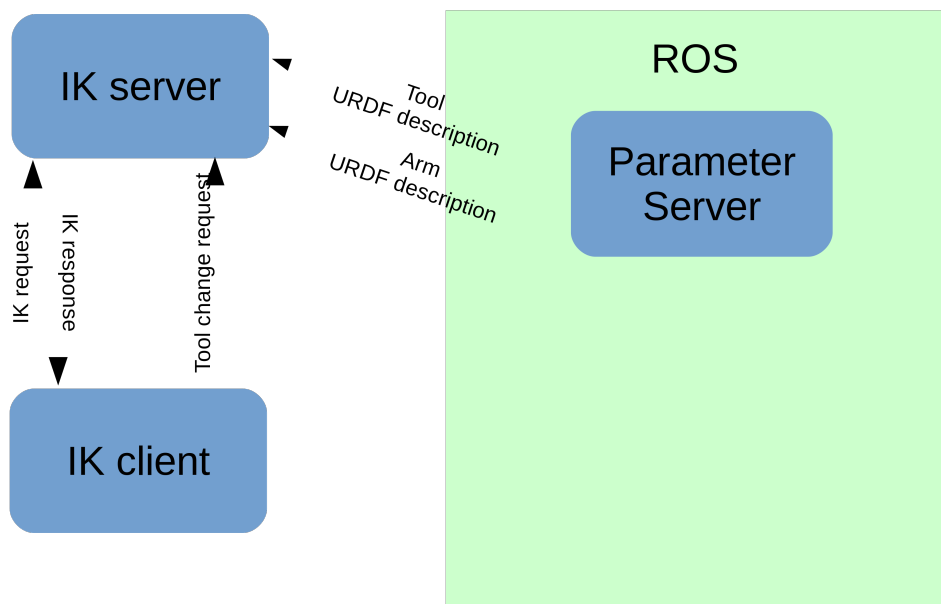 IK server
ROS
Tool
URDF description
Arm
URDF description
Parameter
Server
IK request
IK response
Tool change request
IK client